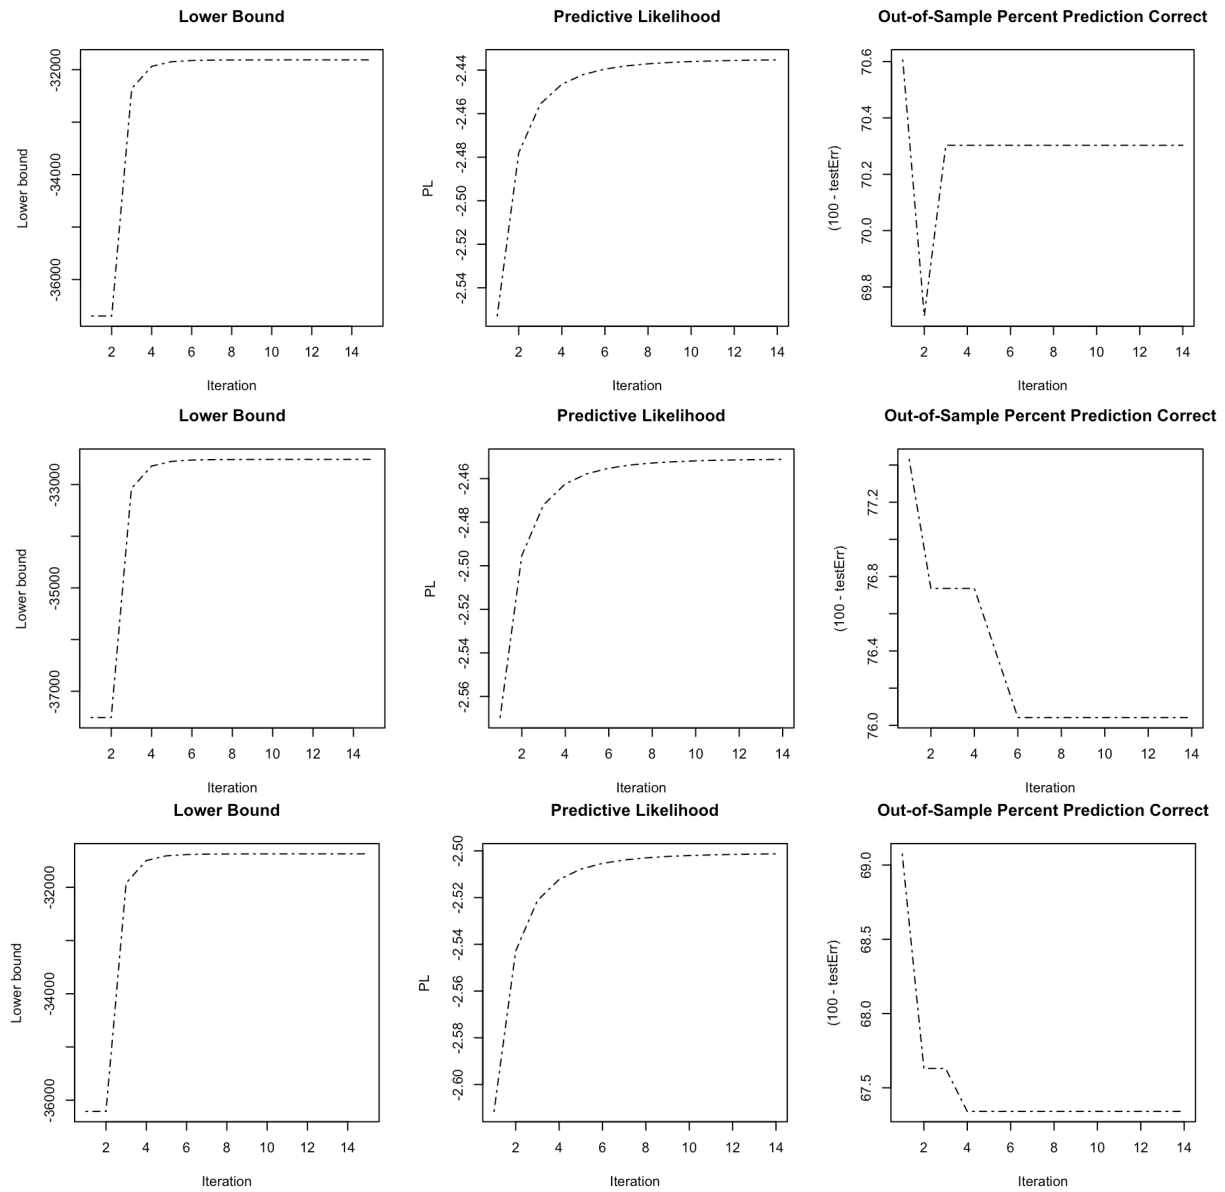 Lower Bound
Predictive Likelihood
Out-of-Sample Percent Prediction Correct
Lower bound
-32000
-34000
-36000
2 4 6 8 10 12 14
Iteration
PL
-2.44
-2.46
-2.48
-2.50
-2.52
-2.54
2 4 6 8 10 12 14
(100 - testErr)
70.6
70.4
70.2
70.0
69.8
2 4 6 8 10 12 14
Iteration
Lower Bound
Predictive Likelihood
Out-of-Sample Percent Prediction Correct
Lower bound
-33000
-35000
-37000
2 4 6 8 10 12 14
Iteration
PL
-2.46
-2.48
-2.50
-2.52
-2.54
-2.56
2 4 6 8 10 12 14
(100 - testErr)
77.2
76.8
76.4
76.0
2 4 6 8 10 12 14
Iteration
Lower Bound
Predictive Likelihood
Out-of-Sample Percent Prediction Correct
Lower bound
-32000
-34000
-36000
2 4 6 8 10 12 14
Iteration
PL
-2.50
-2.52
-2.54
-2.56
-2.58
-2.60
2 4 6 8 10 12 14
(100 - testErr)
69.0
68.5
68.0
67.5
2 4 6 8 10 12 14
Iteration